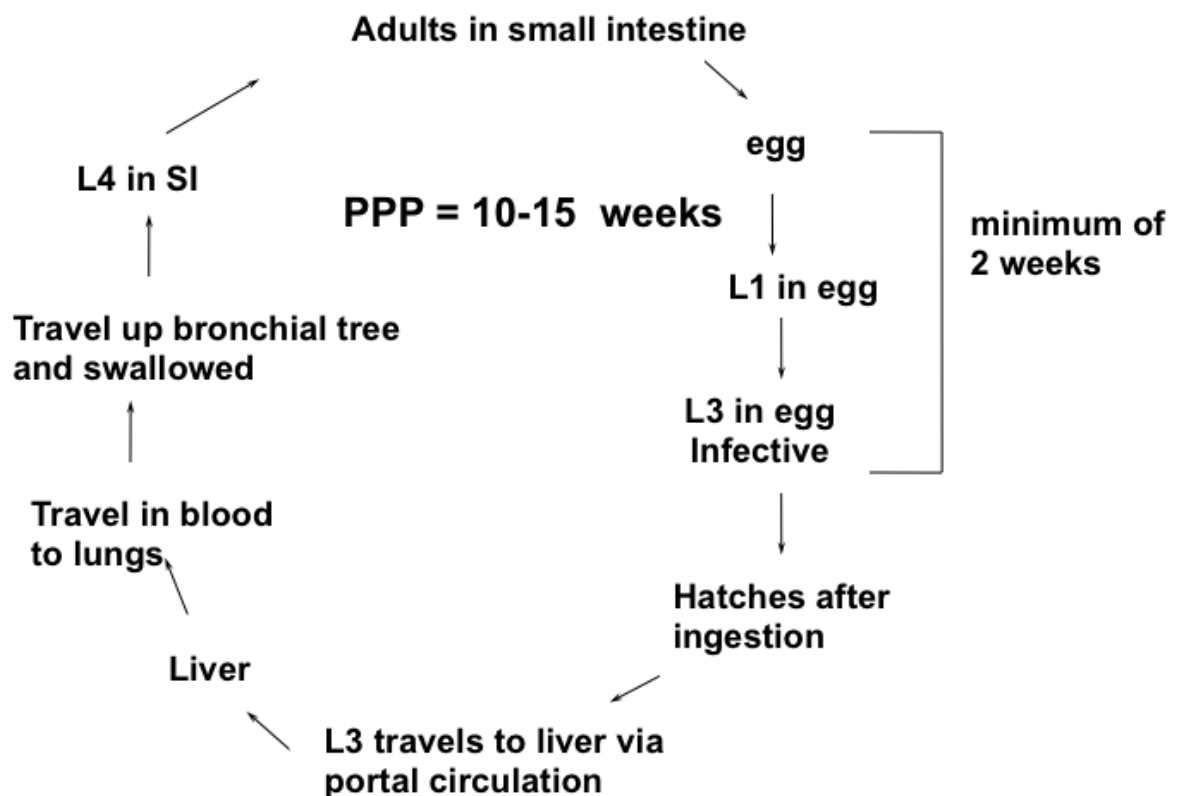 Adults in small intestine
egg
L4 in SI
PPP = 10-15  weeks
minimum of
2 weeks
L1 in egg
Travel up bronchial tree
and swallowed
L3 in egg
Infective
Travel in blood
to lungs
Hatches after
ingestion
Liver
L3 travels to liver via
portal circulation